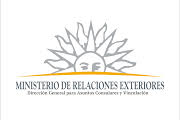 MINISTERIO DE RELACIONES EXTERIORES
Dirección General para Asuntos Consulares y Vinculación